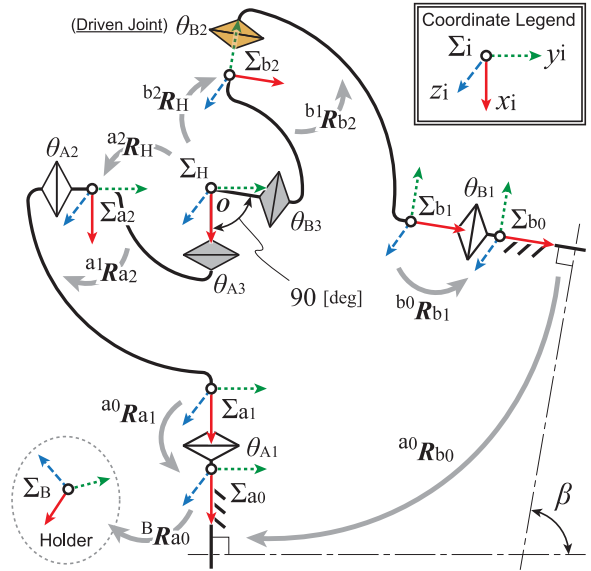 (Driven Joint)
θB2
Coordinate Legend
Σi
yi
zi
xi
Σb2
b2RH
b1Rb2
a2RH
θA2
ΣH
θB1
o
Σa2
θB3
Σb1
Σb0
a1Ra2
θA3
90 [deg]
b0Rb1
a0Ra1
Σa1
θA1
a0Rb0
ΣB
Σa0
β
Holder
BRa0